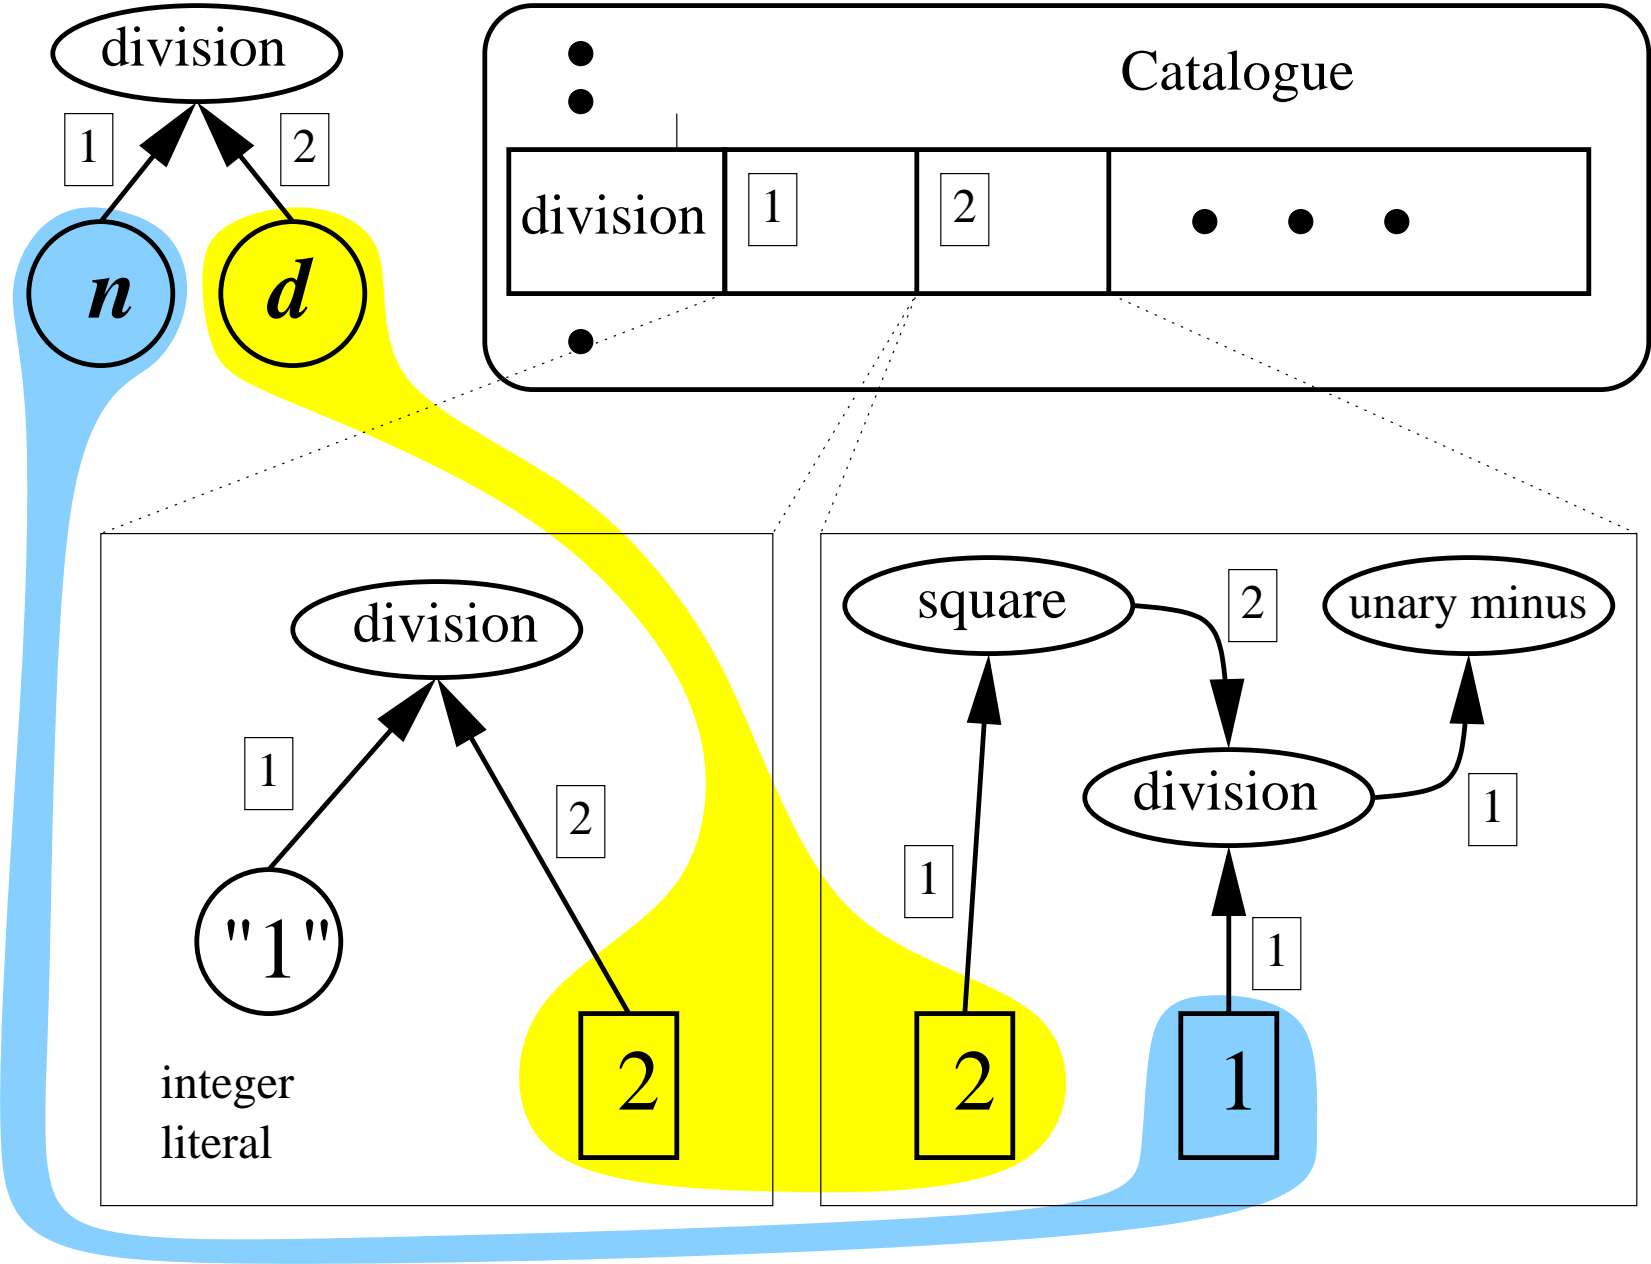 division
Catalogue
1
2
division
1
2
n
d
division
square
2
unary minus
1
2
division
1
1
"1"
1
2
2
1
integer
literal